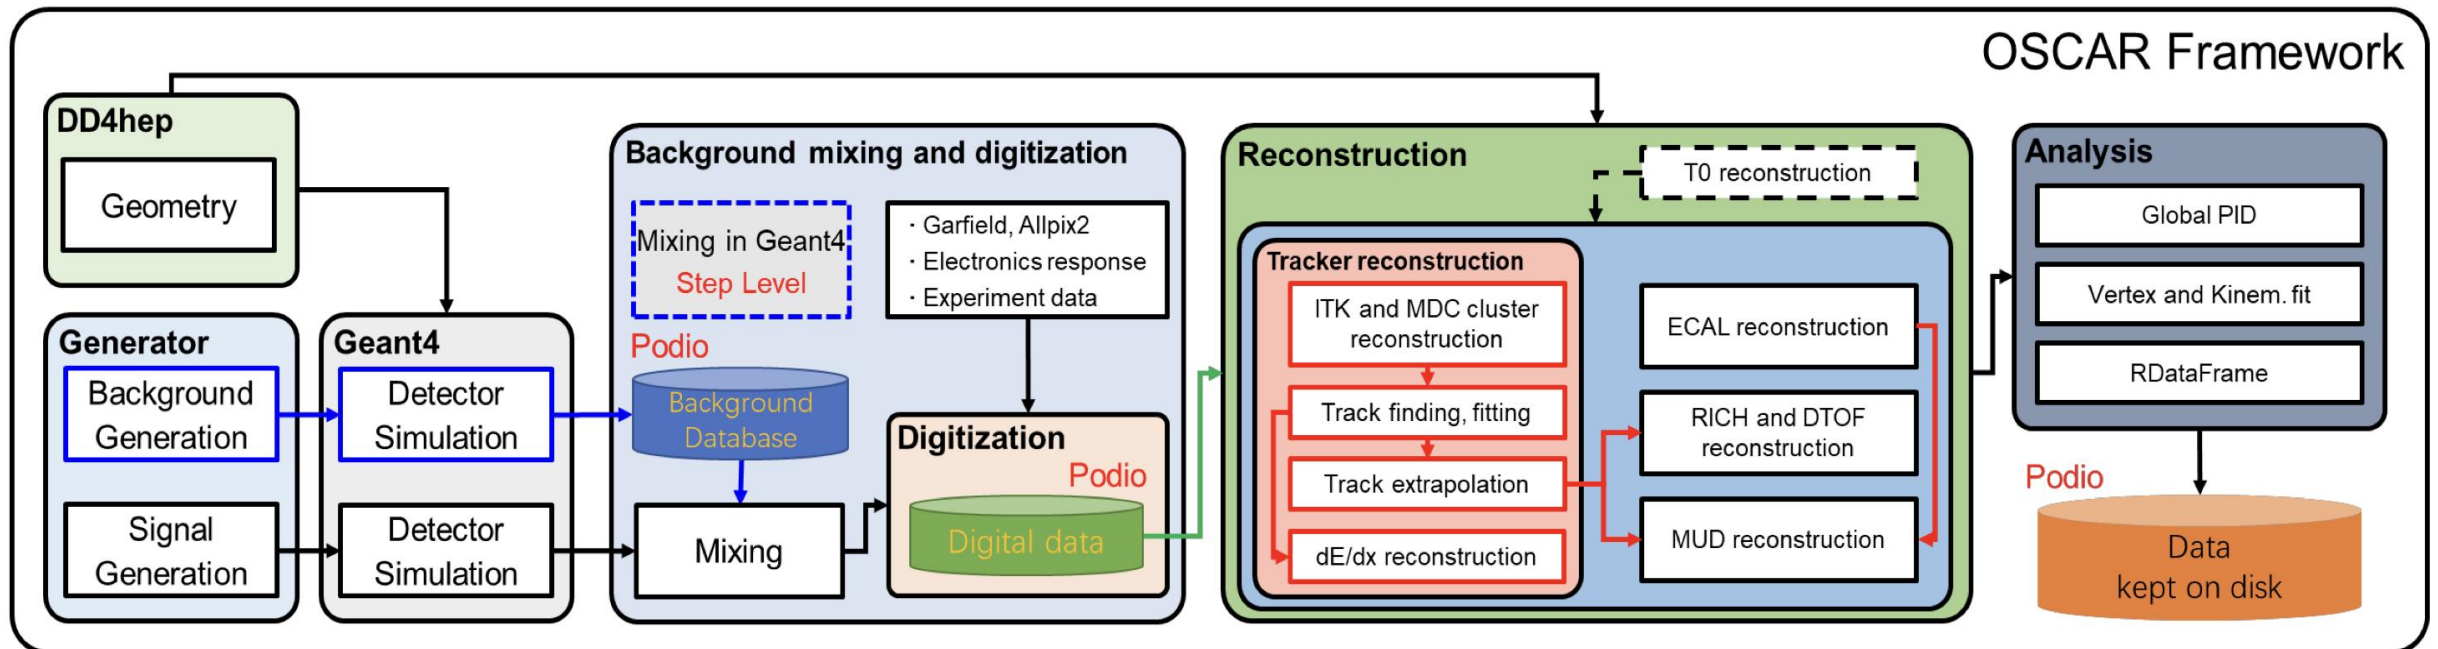 OSCAR Framework
DD4hep
Geometry
Generator
Background
Generation
Signal
Generation
Geant4
Detector
Simulation
Detector
Simulation
Background mixing and digitization
Mixing in Geant4
Step Level
Podio
Background
Database
Mixing
· Garfield, Allpix2
· Electronics response
· Experiment data
Digitization
Podio
Digital data
Reconstruction
T0 reconstruction
Tracker reconstruction
ITK and MDC cluster
reconstruction
Track finding, fitting
Track extrapolation
dE/dx reconstruction
ECAL reconstruction
RICH and DTOF
reconstruction
MUD reconstruction
Analysis
Global PID
Vertex and Kinem. fit
RDataFrame
Podio
Data
kept on disk